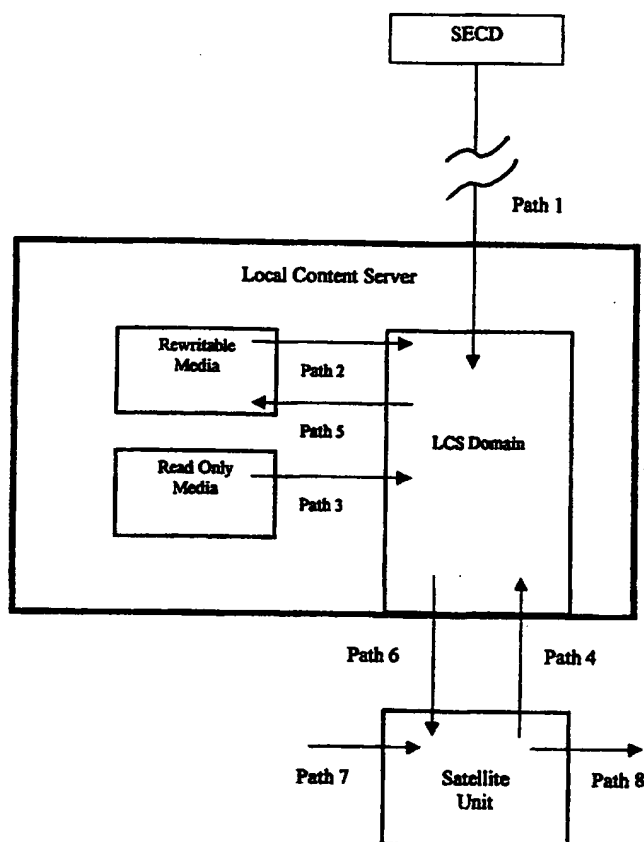 SECD
Path 1
Local Content Server
Rewritable
Media
Path 2
Path 5
LCS Domain
Read Only
Media
Path 3
Path 6
Path 4
Path 7
Satellite
Unit
Path 8